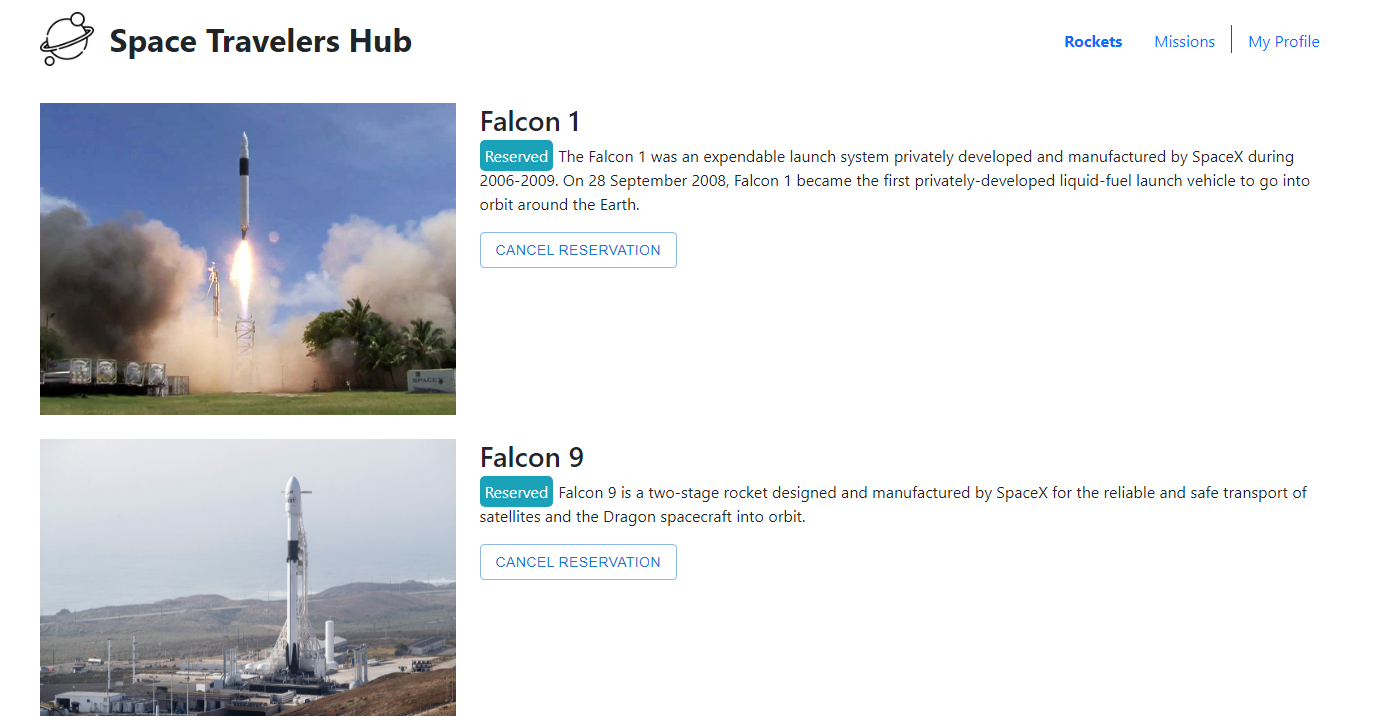 Space Travelers Hub
Rockets
Missions
My Profile
Falcon 1
Reserved The Falcon 1 was an expendable launch system privately developed and manufactured by SpaceX during
2006-2009. On 28 September 2008, Falcon 1 became the first privately-developed liquid-fuel launch vehicle to go into
orbit around the Earth.
CANCEL RESERVATION
SPACEX
Falcon 9
Reserved Falcon 9 is a two-stage rocket designed and manufactured by SpaceX for the reliable and safe transport of
satellites and the Dragon spacecraft into orbit.
CANCEL RESERVATION